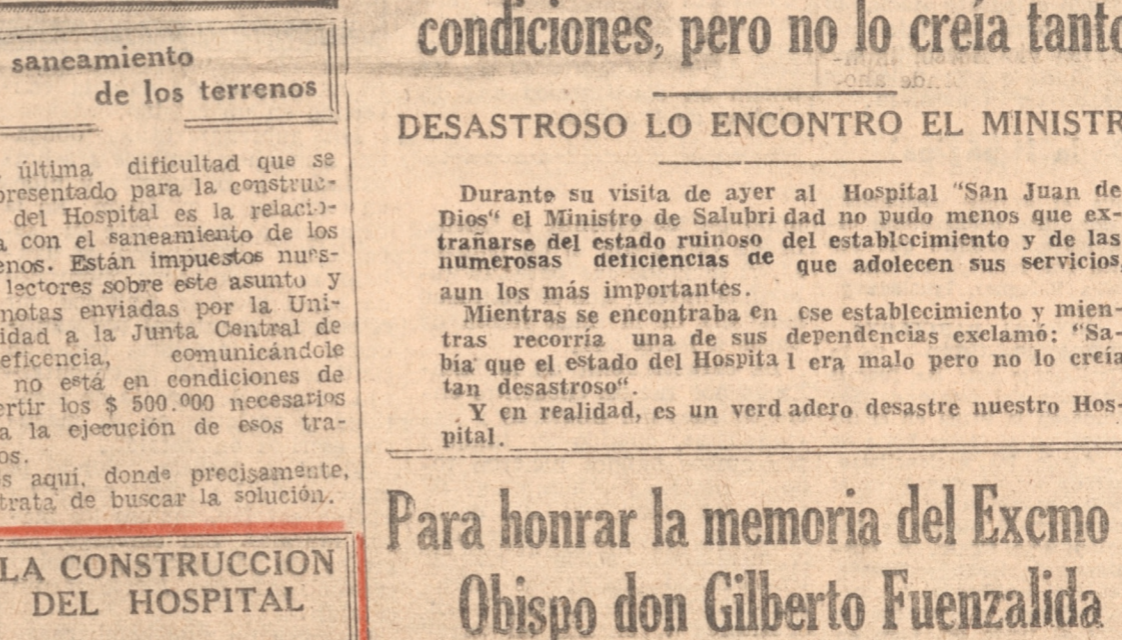 saneamiento
de los terrenos
última dificultad que se
presentado para la construc-
del Hospital es la relacio-
con el saneamiento de los
enos. Están impuestos nues-
lectores sobre este asunto y
notas enviadas por la Uni-
idad a la Junta Central de
eficencia, comunicándole
no está en condiciones de
ertir los $ 500.000 necesarios
a la ejecución de esos tra-
os.
s aquí, donde precisamente,
trata de buscar la solución.
LA CONSTRUCCION
DEL HOSPITAL
condiciones, pero no lo creía tanto
DESASTROSO LO ENCONTRO EL MINISTR
Durante su visita de ayer al Hospital "San Juan de
Dios" el Ministro de Salubri dad no pudo menos que ex-
trañarse del estado ruinoso del establecimiento y de las
numerosas deficiencias de que adolecen sus servicios,
aun los más importantes.
Mientras se encontraba en ese establecimiento y mien-
tras recorría una de sus dependencias exclamó: "Sa-
bía que el estado del Hospita l era malo pero no lo creía
tan desastroso".
Y en realidad, es un verd adero desastre nuestro Hos-
pital.
Para honrar la memoria del Excmo
Obispo don Gilberto Fuenzalida